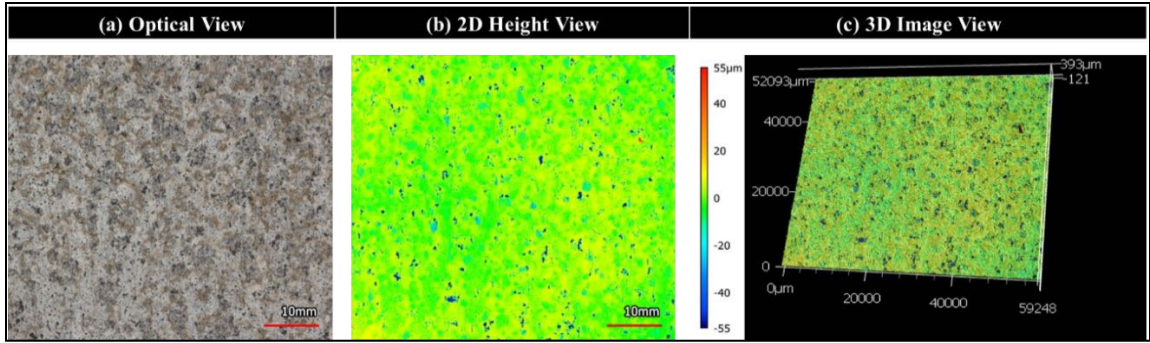 (a) Optical View
(b) 2D Height View
(c) 3D Image View
10mm
10mm
55μm
40
20
0
-20
-40
-55
393μm
121
52093μm
40000
20000
0
0μm
20000
40000
59248